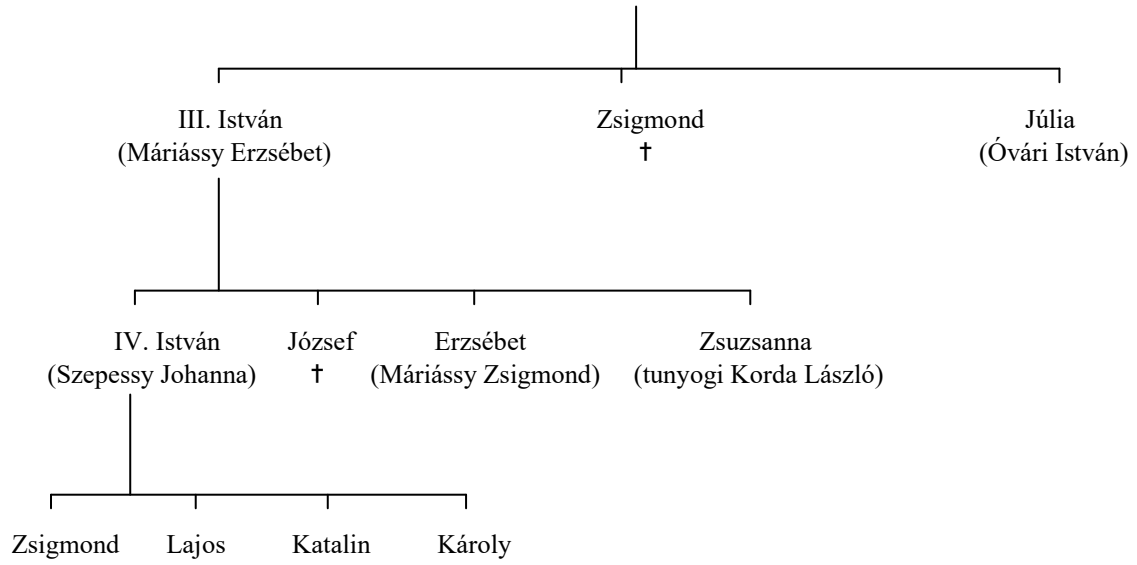 III. István Zsigmond Júlia
(Máriássy Erzsébet) † (Óvári István)
IV. István József Erzsébet Zsuzsanna
(Szepessy Johanna) † (Máriássy Zsigmond) (tunyogi Korda László)
Zsigmond Lajos Katalin Károly